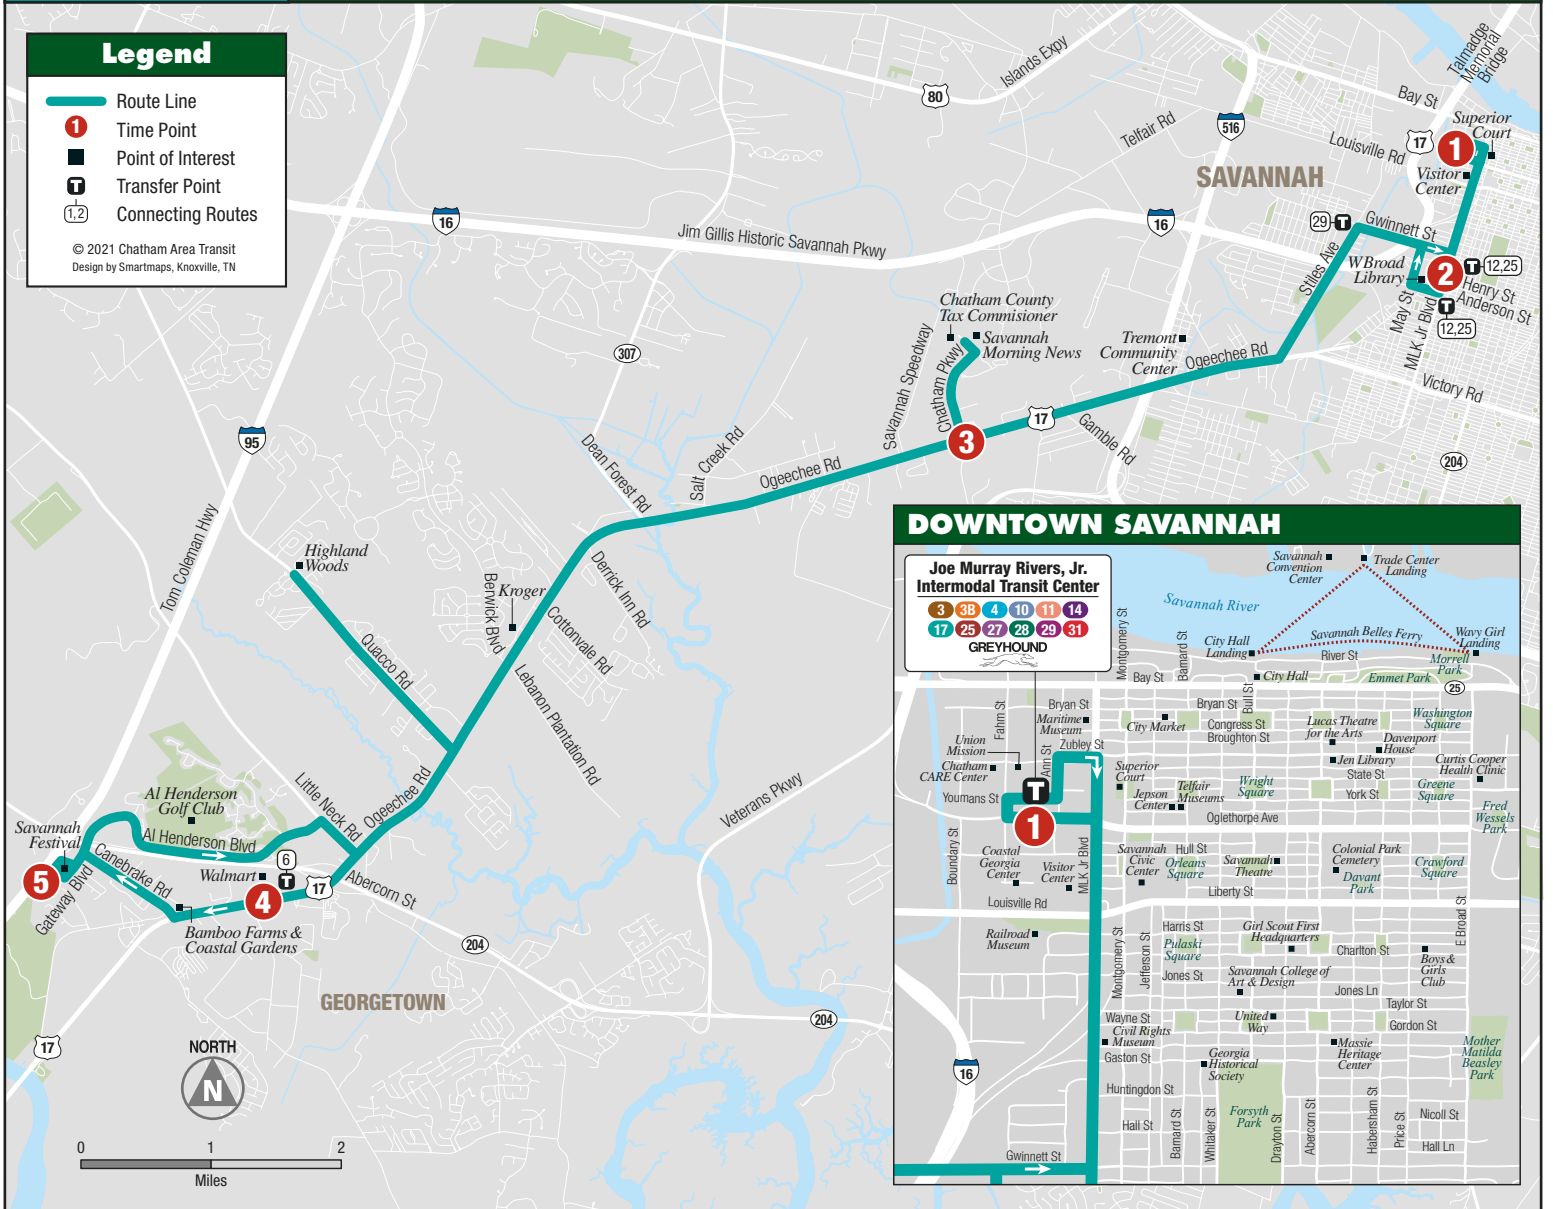 Legend
Route Line
1
Time Point
Point of Interest
T
Transfer Point
1,2
Connecting Routes
© 2021 Chatham Area Transit
Design by Smartmaps, Knoxville, TN
Islands Expy
80
Talmadge
Memorial
Bridge
Bay St
Telfair Rd
516
Louisville Rd
17
1
Superior
Court
Visitor
Center
SAVANNAH
16
Jim Gillis Historic Savannah Pkwy
16
29
T
Gwinnett St
Stiles Ave
W Broad
Library
2
T
12,25
Henry St
Anderson St
May St
MLK Jr Blvd
T
12,25
Chatham County
Tax Commisioner
Savannah
Morning News
Savannah Speedway
Chatham Pkwy
Tremont
Community
Center
Ogeechee Rd
307
Victory Rd
3
17
Gamble Rd
204
95
Dean Forest Rd
Salt Creek Rd
Ogeechee Rd
Tom Coleman Hwy
Highland
Woods
Berwick Blvd
Kroger
Derrick Inn Rd
Cottonvale Rd
Quacco Rd
Lebanon Plantation Rd
Ogeechee Rd
Little Neck Rd
Veterans Pkwy
Al Henderson
Golf Club
Al Henderson Blvd
Savannah
Festival
Canebrake Rd
5
Gateway Blvd
Walmart
6
T
4
17
Abercorn St
Bamboo Farms &
Coastal Gardens
204
GEORGETOWN
204
17
NORTH
N
0
1
2
Miles
DOWNTOWN SAVANNAH
Joe Murray Rivers, Jr.
Intermodal Transit Center
3 3B 4 10 11 14
17 25 27 28 29 31
GREYHOUND
Savannah
Convention
Center
Trade Center
Landing
Savannah River
Savannah Belles Ferry
City Hall
Landing
Wavy Girl
Landing
River St
Morrell
Park
Montgomery St
Barnard St
Bay St
City Hall
Emmet Park
25
Bull St
Fahm St
Bryan St
Maritime
Museum
Bryan St
City Market
Congress St
Broughton St
Lucas Theatre
for the Arts
Washington
Square
Davenport
House
Union
Mission
Ann St
Zubley St
Chatham
CARE Center
Superior
Court
Jen Library
Curtis Cooper
Health Clinic
State St
Youmans St
T
Jepson
Center
Telfair
Museums
Wright
Square
York St
Greene
Square
Oglethorpe Ave
Fred
Wessels
Park
1
Boundary St
Coastal
Georgia
Center
Visitor
Center
MLK Jr Blvd
Savannah
Civic
Center
Hull St
Orleans
Square
Savannah
Theatre
Colonial Park
Cemetery
Davant
Park
Crawford
Square
Liberty St
Louisville Rd
E Broad St
Railroad
Museum
Montgomery St
Jefferson St
Harris St
Pulaski
Square
Girl Scout First
Headquarters
Charlton St
Boys &
Girls
Club
Jones St
Savannah College of
Art & Design
Jones Ln
Taylor St
Wayne St
United
Way
Gordon St
Civil Rights
Museum
Massie
Heritage
Center
Mother
Matilda
Beasley
Park
Gaston St
Georgia
Historical
Society
16
Huntingdon St
Forsyth
Park
Hall St
Barnard St
Whitaker St
Drayton St
Abercorn St
Habersham St
Price St
Nicoll St
Hall Ln
Gwinnett St